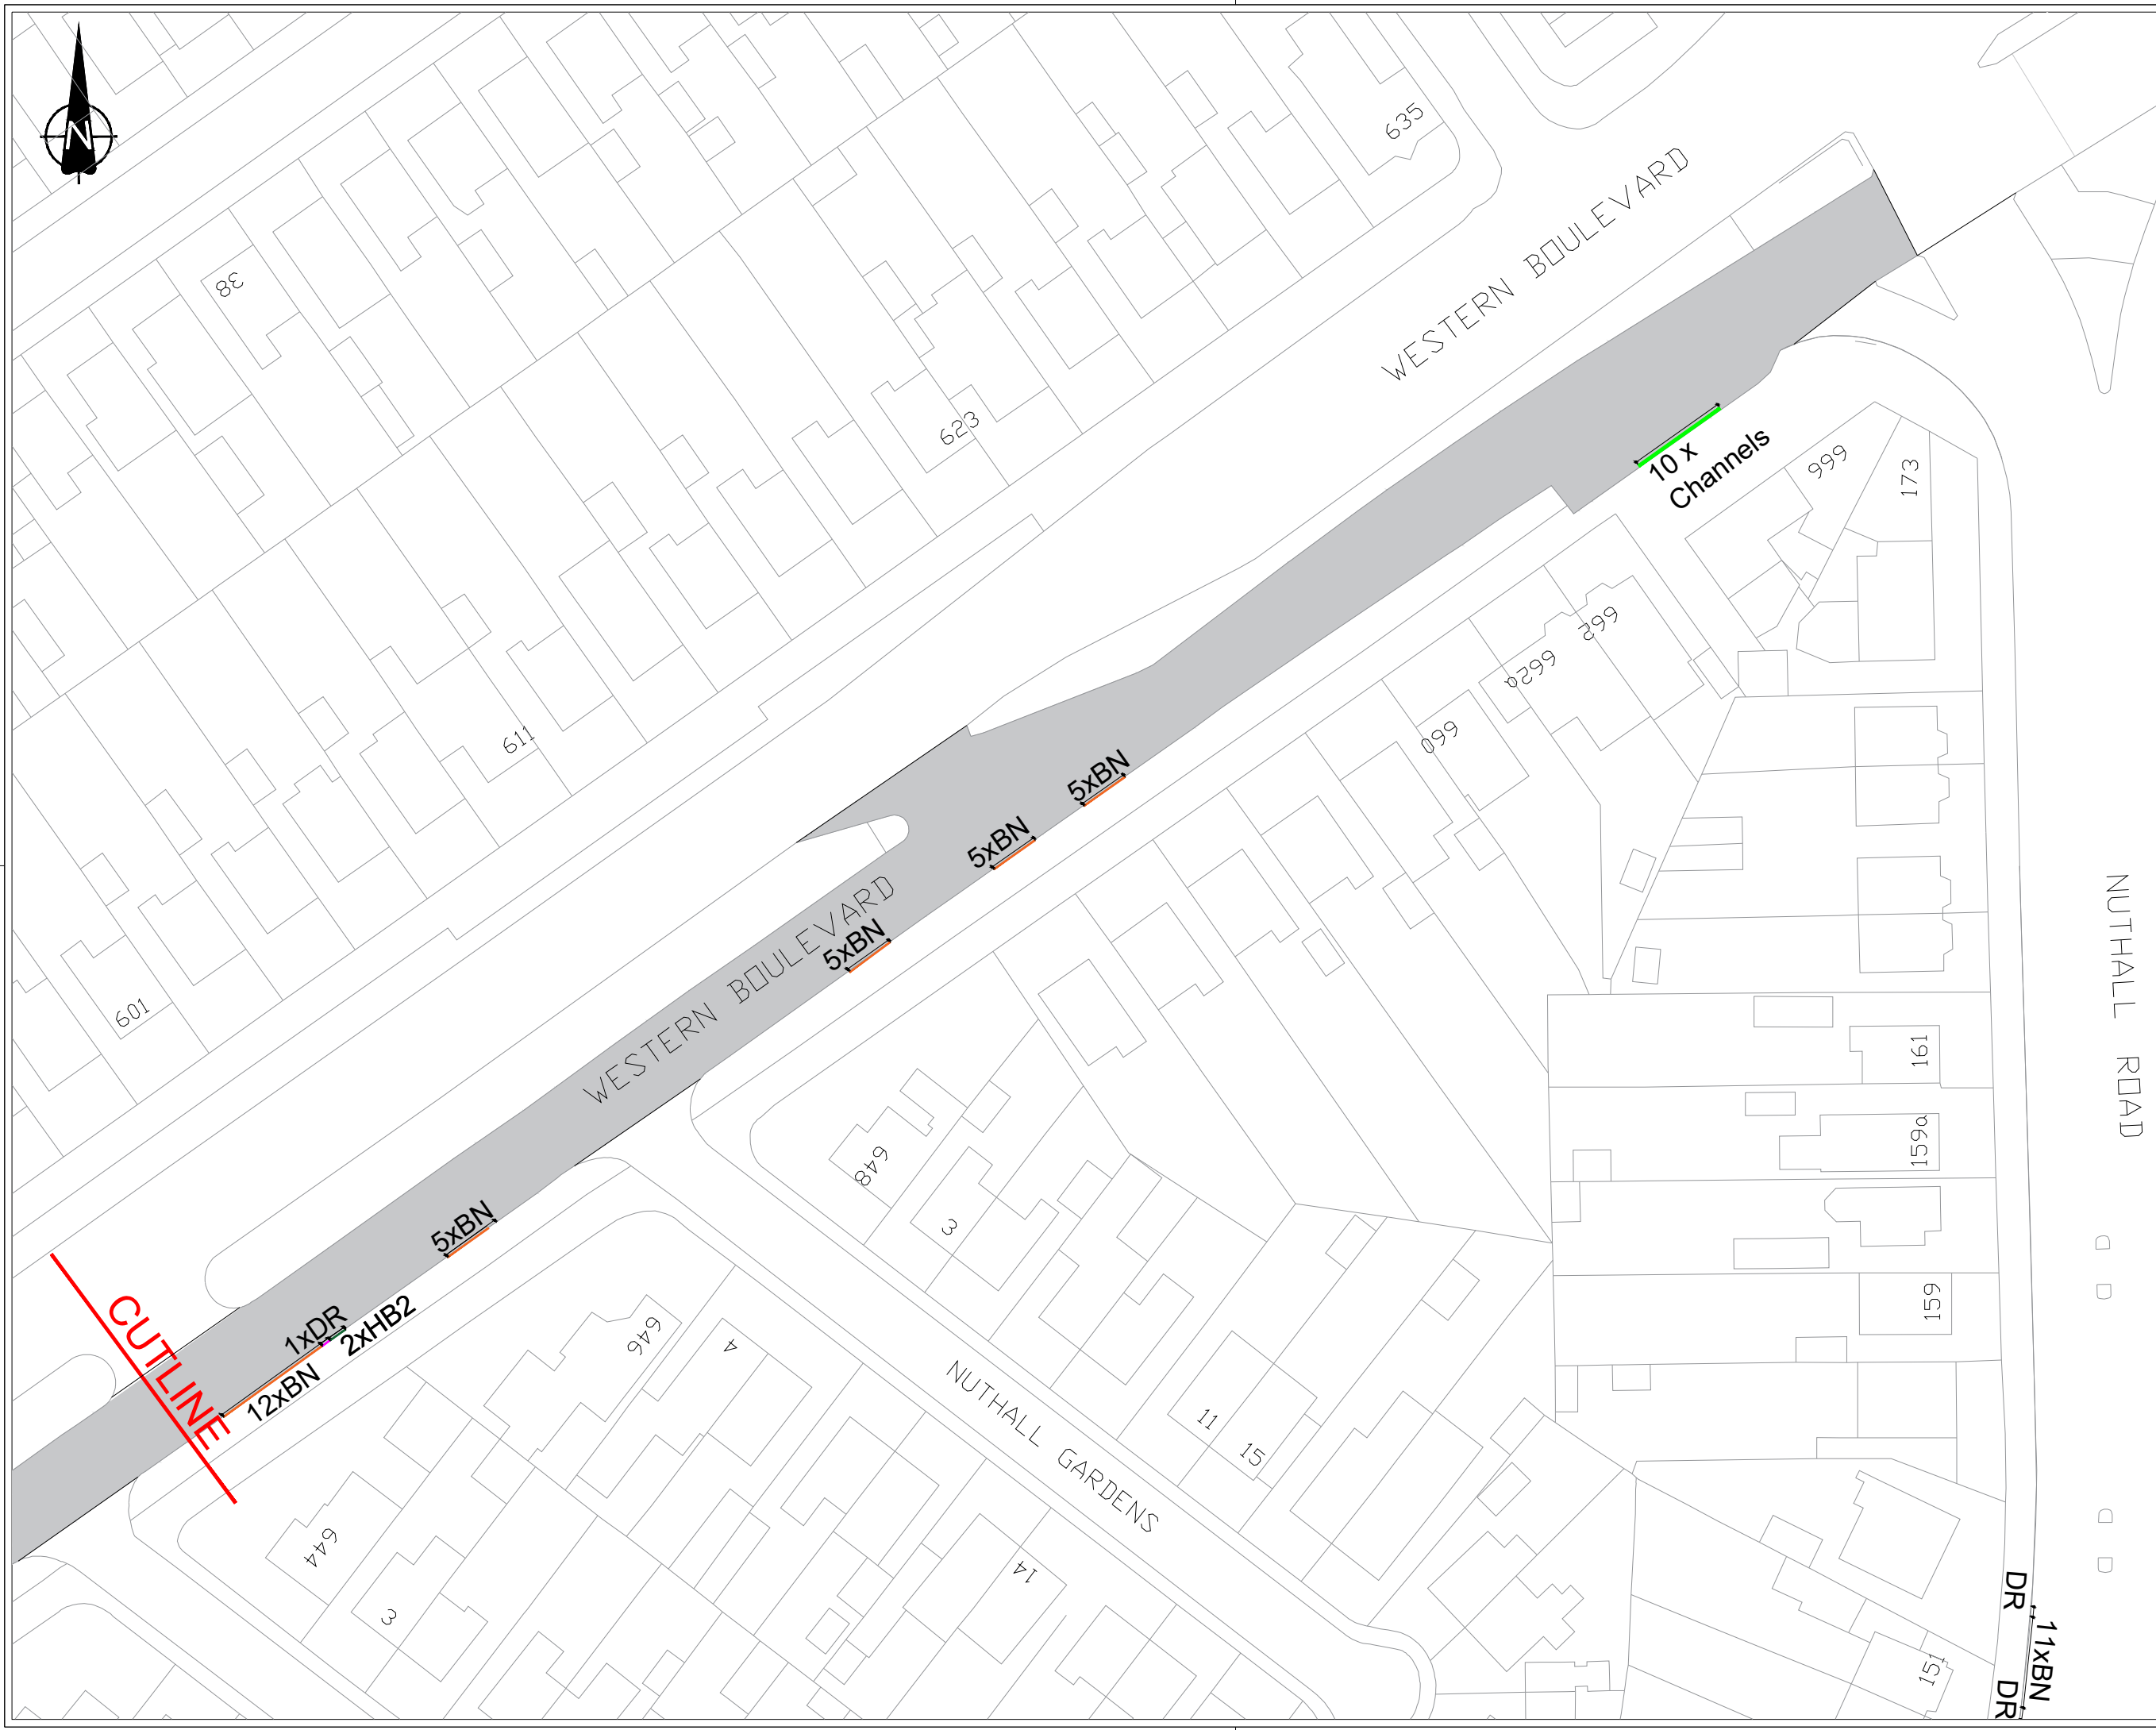 N
635
WESTERN BOULEVARD
38
623
10 x
Channels
666
173
662
662a
660
611
5xBN
5xBN
5xBN
WESTERN BOULEVARD
NUTHALL ROAD
601
161
159a
648
3
5xBN
159
CUTLINE
1xDR
2xHB2
12xBN
646
4
NUTHALL GARDENS
11
15
644
3
14
DR
11xBN
151
DR